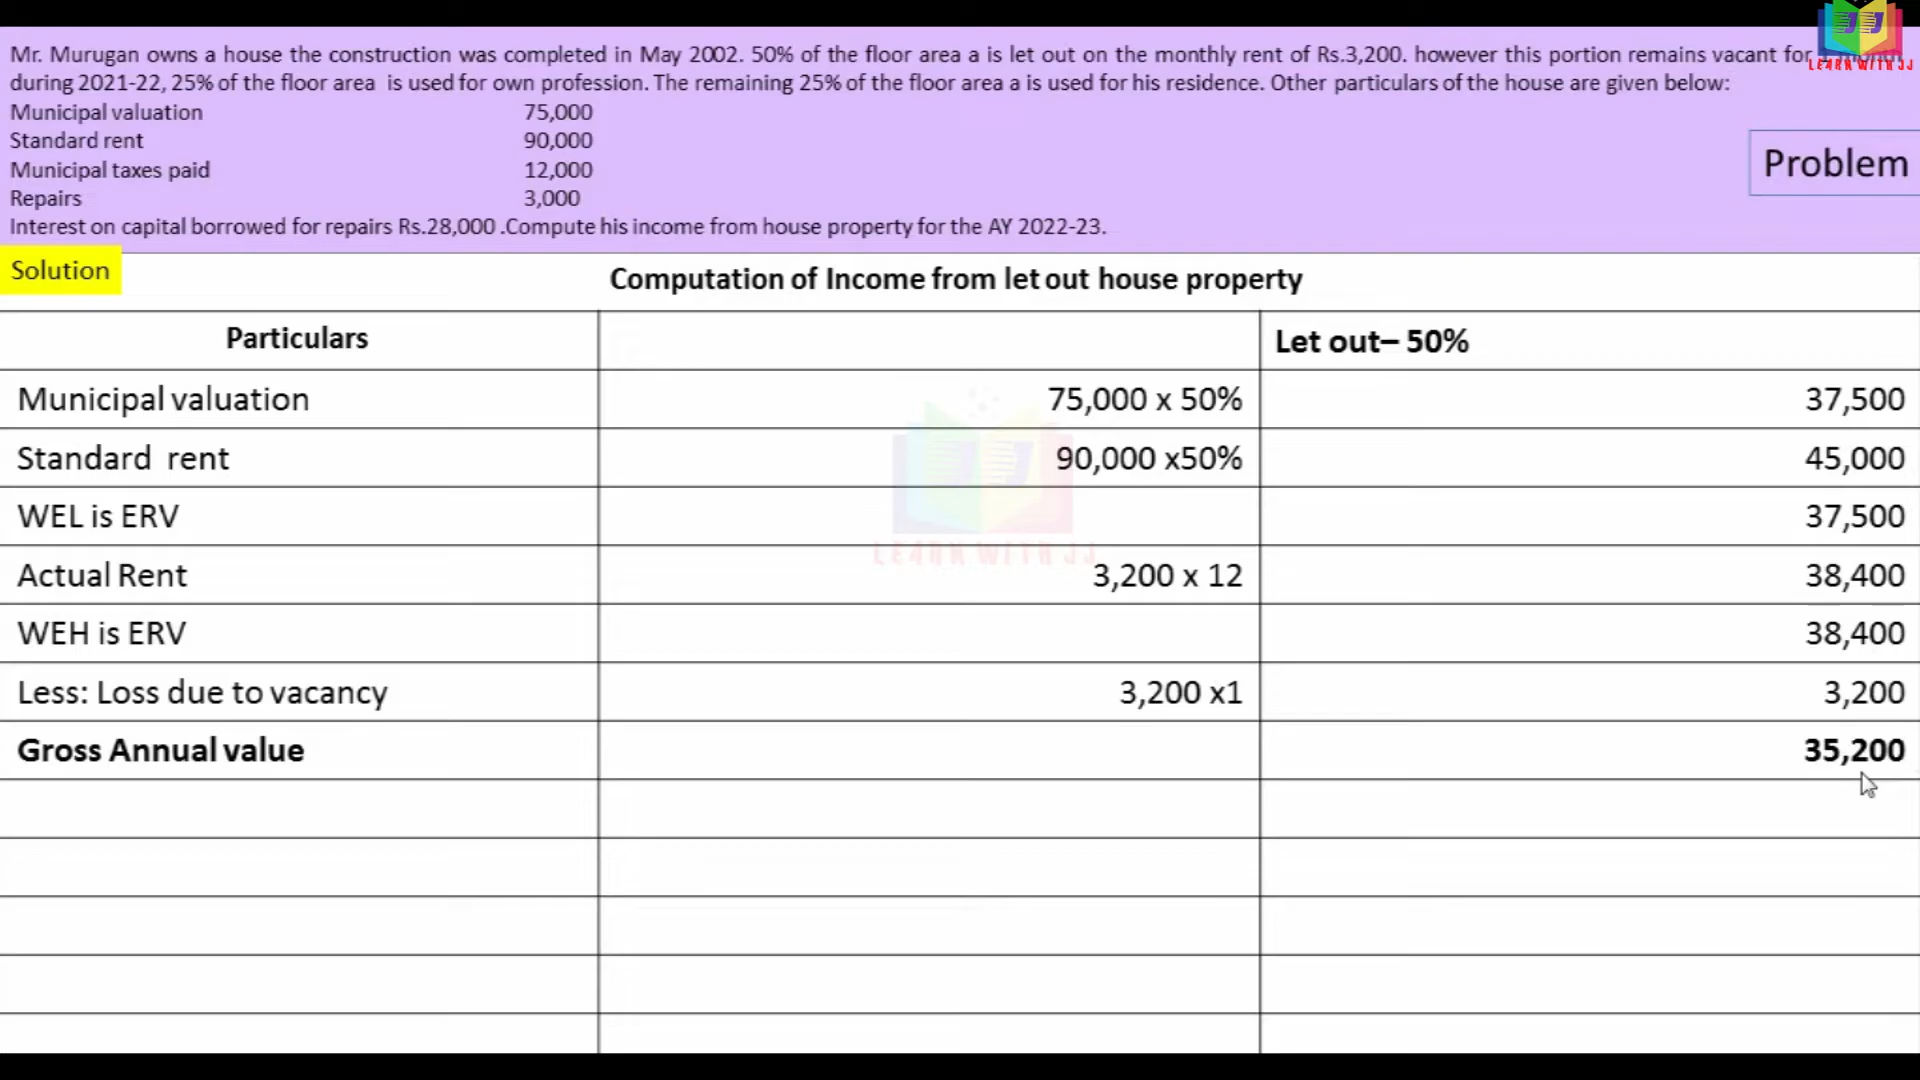 Mr. Murugan owns a house the construction was completed in May 2002. 50% of the floor area a is let out on the monthly rent of Rs.3,200. however this portion remains vacant for
LEARN WITH JJ
during 2021-22, 25% of the floor area is used for own profession. The remaining 25% of the floor area a is used for his residence. Other particulars of the house are given below:
Municipal valuation 75,000
Standard rent 90,000
Municipal taxes paid 12,000
Repairs 3,000
Problem
Interest on capital borrowed for repairs Rs.28,000 .Compute his income from house property for the AY 2022-23.
Solution
Computation of Income from let out house property
Particulars Let out– 50%
Municipal valuation 75,000 x 50% 37,500
Standard rent 90,000 x50% 45,000
WEL is ERV 37,500
LEARN WITH JJ
Actual Rent 3,200 x 12 38,400
WEH is ERV 38,400
Less: Loss due to vacancy 3,200 x1 3,200
Gross Annual value 35,200